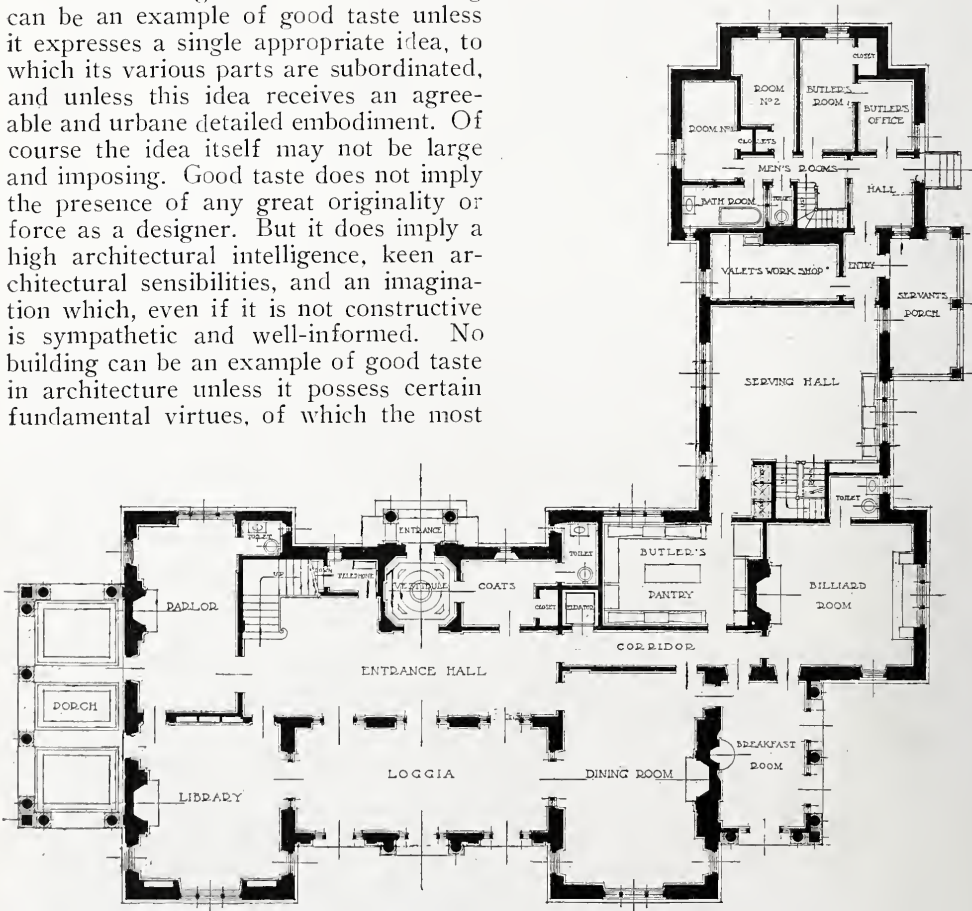 can be an example of good taste unless
it expresses a single appropriate idea, to
which its various parts are subordinated,
and unless this idea receives an agree-
able and urbane detailed embodiment. Of
course the idea itself may not be large
and imposing. Good taste does not imply
the presence of any great originality or
force as a designer. But it does imply a
high architectural intelligence, keen ar-
chitectural sensibilities, and an imagina-
tion which, even if it is not constructive
is sympathetic and well-informed. No
building can be an example of good taste
in architecture unless it possess certain
fundamental virtues, of which the most
CLOSET
ROOM
Nº 2
BUTLER'S
ROOM
BUTLER'S
OFFICE
ROOM Nº 1
CLOSETS
MEN'S ROOMS
HALL
BATH ROOM
TOILET
VALET'S WORK SHOP
ENTRY
SERVANTS
PORCH
SERVING HALL
TOILET
ENTRANCE
TOILET
UP
DOWN
TELEPHONE
VESTIBULE
COATS
TOILET
BUTLER'S
PANTRY
BILLIARD
ROOM
PARLOR
CLOSET
ELEVATOR
CORRIDOR
ENTRANCE HALL
PORCH
LIBRARY
LOGGIA
DINING ROOM
BREAKFAST
ROOM